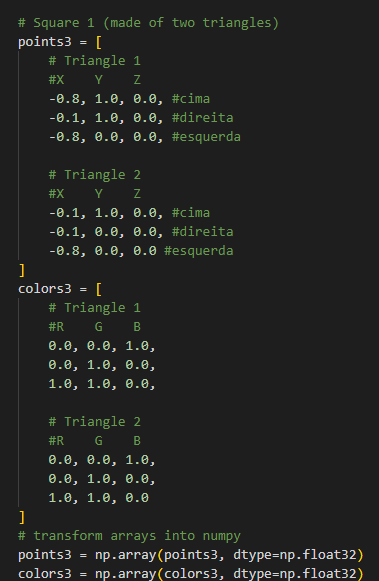 # Square 1 (made of two triangles)
points3 = [
    # Triangle 1
    #X    Y    Z
    -0.8, 1.0, 0.0, #cima
    -0.1, 1.0, 0.0, #direita
    -0.8, 0.0, 0.0, #esquerda

    # Triangle 2
    #X    Y    Z
    -0.1, 1.0, 0.0, #cima
    -0.1, 0.0, 0.0, #direita
    -0.8, 0.0, 0.0 #esquerda
]
colors3 = [
    # Triangle 1
    #R    G    B
    0.0, 0.0, 1.0,
    0.0, 1.0, 0.0,
    1.0, 1.0, 0.0,

    # Triangle 2
    #R    G    B
    0.0, 0.0, 1.0,
    0.0, 1.0, 0.0,
    1.0, 1.0, 0.0
]
# transform arrays into numpy
points3 = np.array(points3, dtype=np.float32)
colors3 = np.array(colors3, dtype=np.float32)